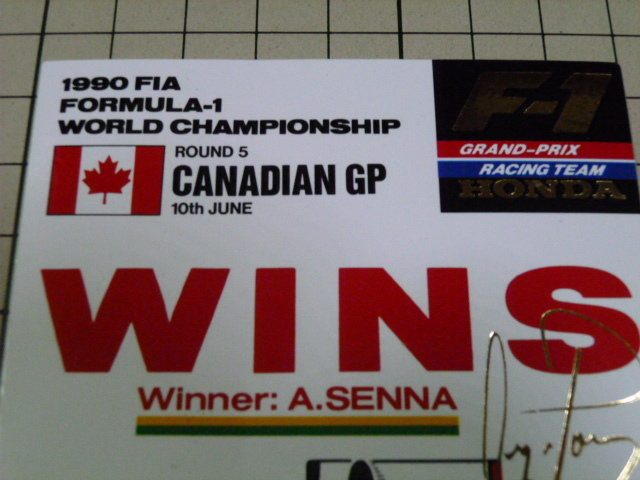 1990 FIA
FORMULA-1
WORLD CHAMPIONSHIP
ROUND 5
CANADIAN GP
10th JUNE
F-1
GRAND-PRIX
RACING TEAM
HONDA
WINS
Winner: A.SENNA